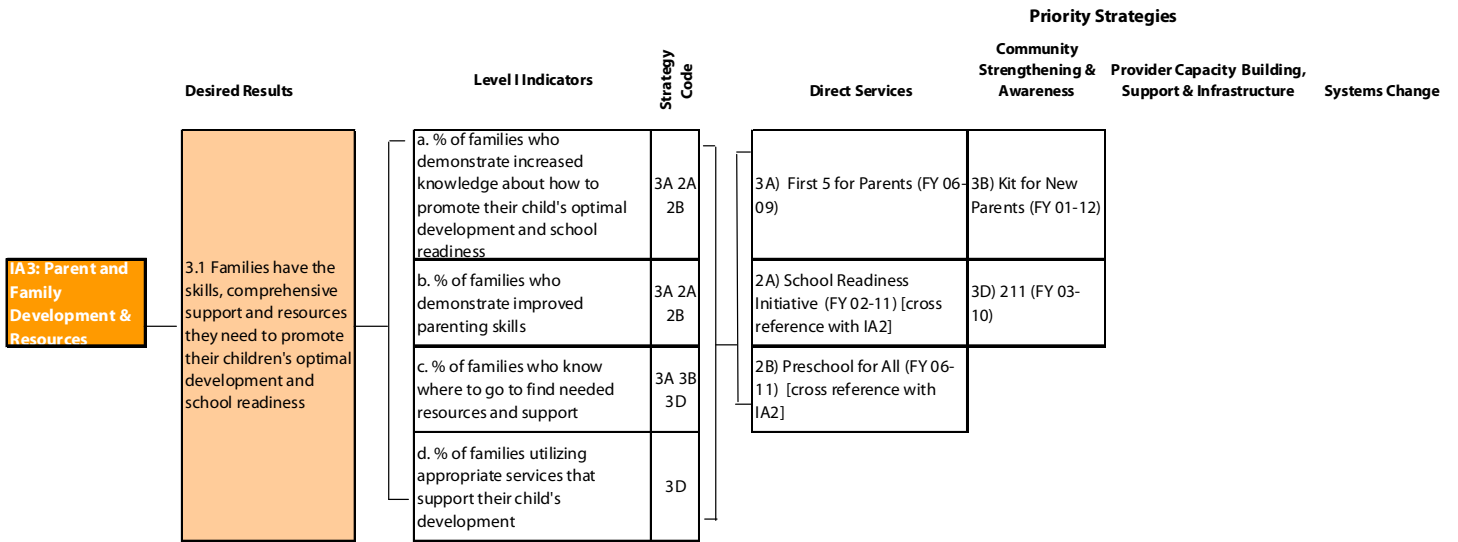 Priority Strategies
Desired Results
Level I Indicators
Strategy
Code
Direct Services
Community
Strengthening &
Awareness
Provider Capacity Building,
Support & Infrastructure
Systems Change
IA3: Parent and
Family
Development &
Resources
3.1 Families have the
skills, comprehensive
support and resources
they need to promote
their children's optimal
development and
school readiness
a. % of families who
demonstrate increased
knowledge about how to
promote their child's optimal
development and school
readiness
3A 2A
2B
b. % of families who
demonstrate improved
parenting skills
3A 2A
2B
c. % of families who know
where to go to find needed
resources and support
3A 3B
3D
d. % of families utilizing
appropriate services that
support their child's
development
3D
3A) First 5 for Parents (FY 06-
09)
3B) Kit for New
Parents (FY 01-12)
2A) School Readiness
Initiative (FY 02-11) [cross
reference with IA2]
3D) 211 (FY 03-
10)
2B) Preschool for All (FY 06-
11) [cross reference with
IA2]